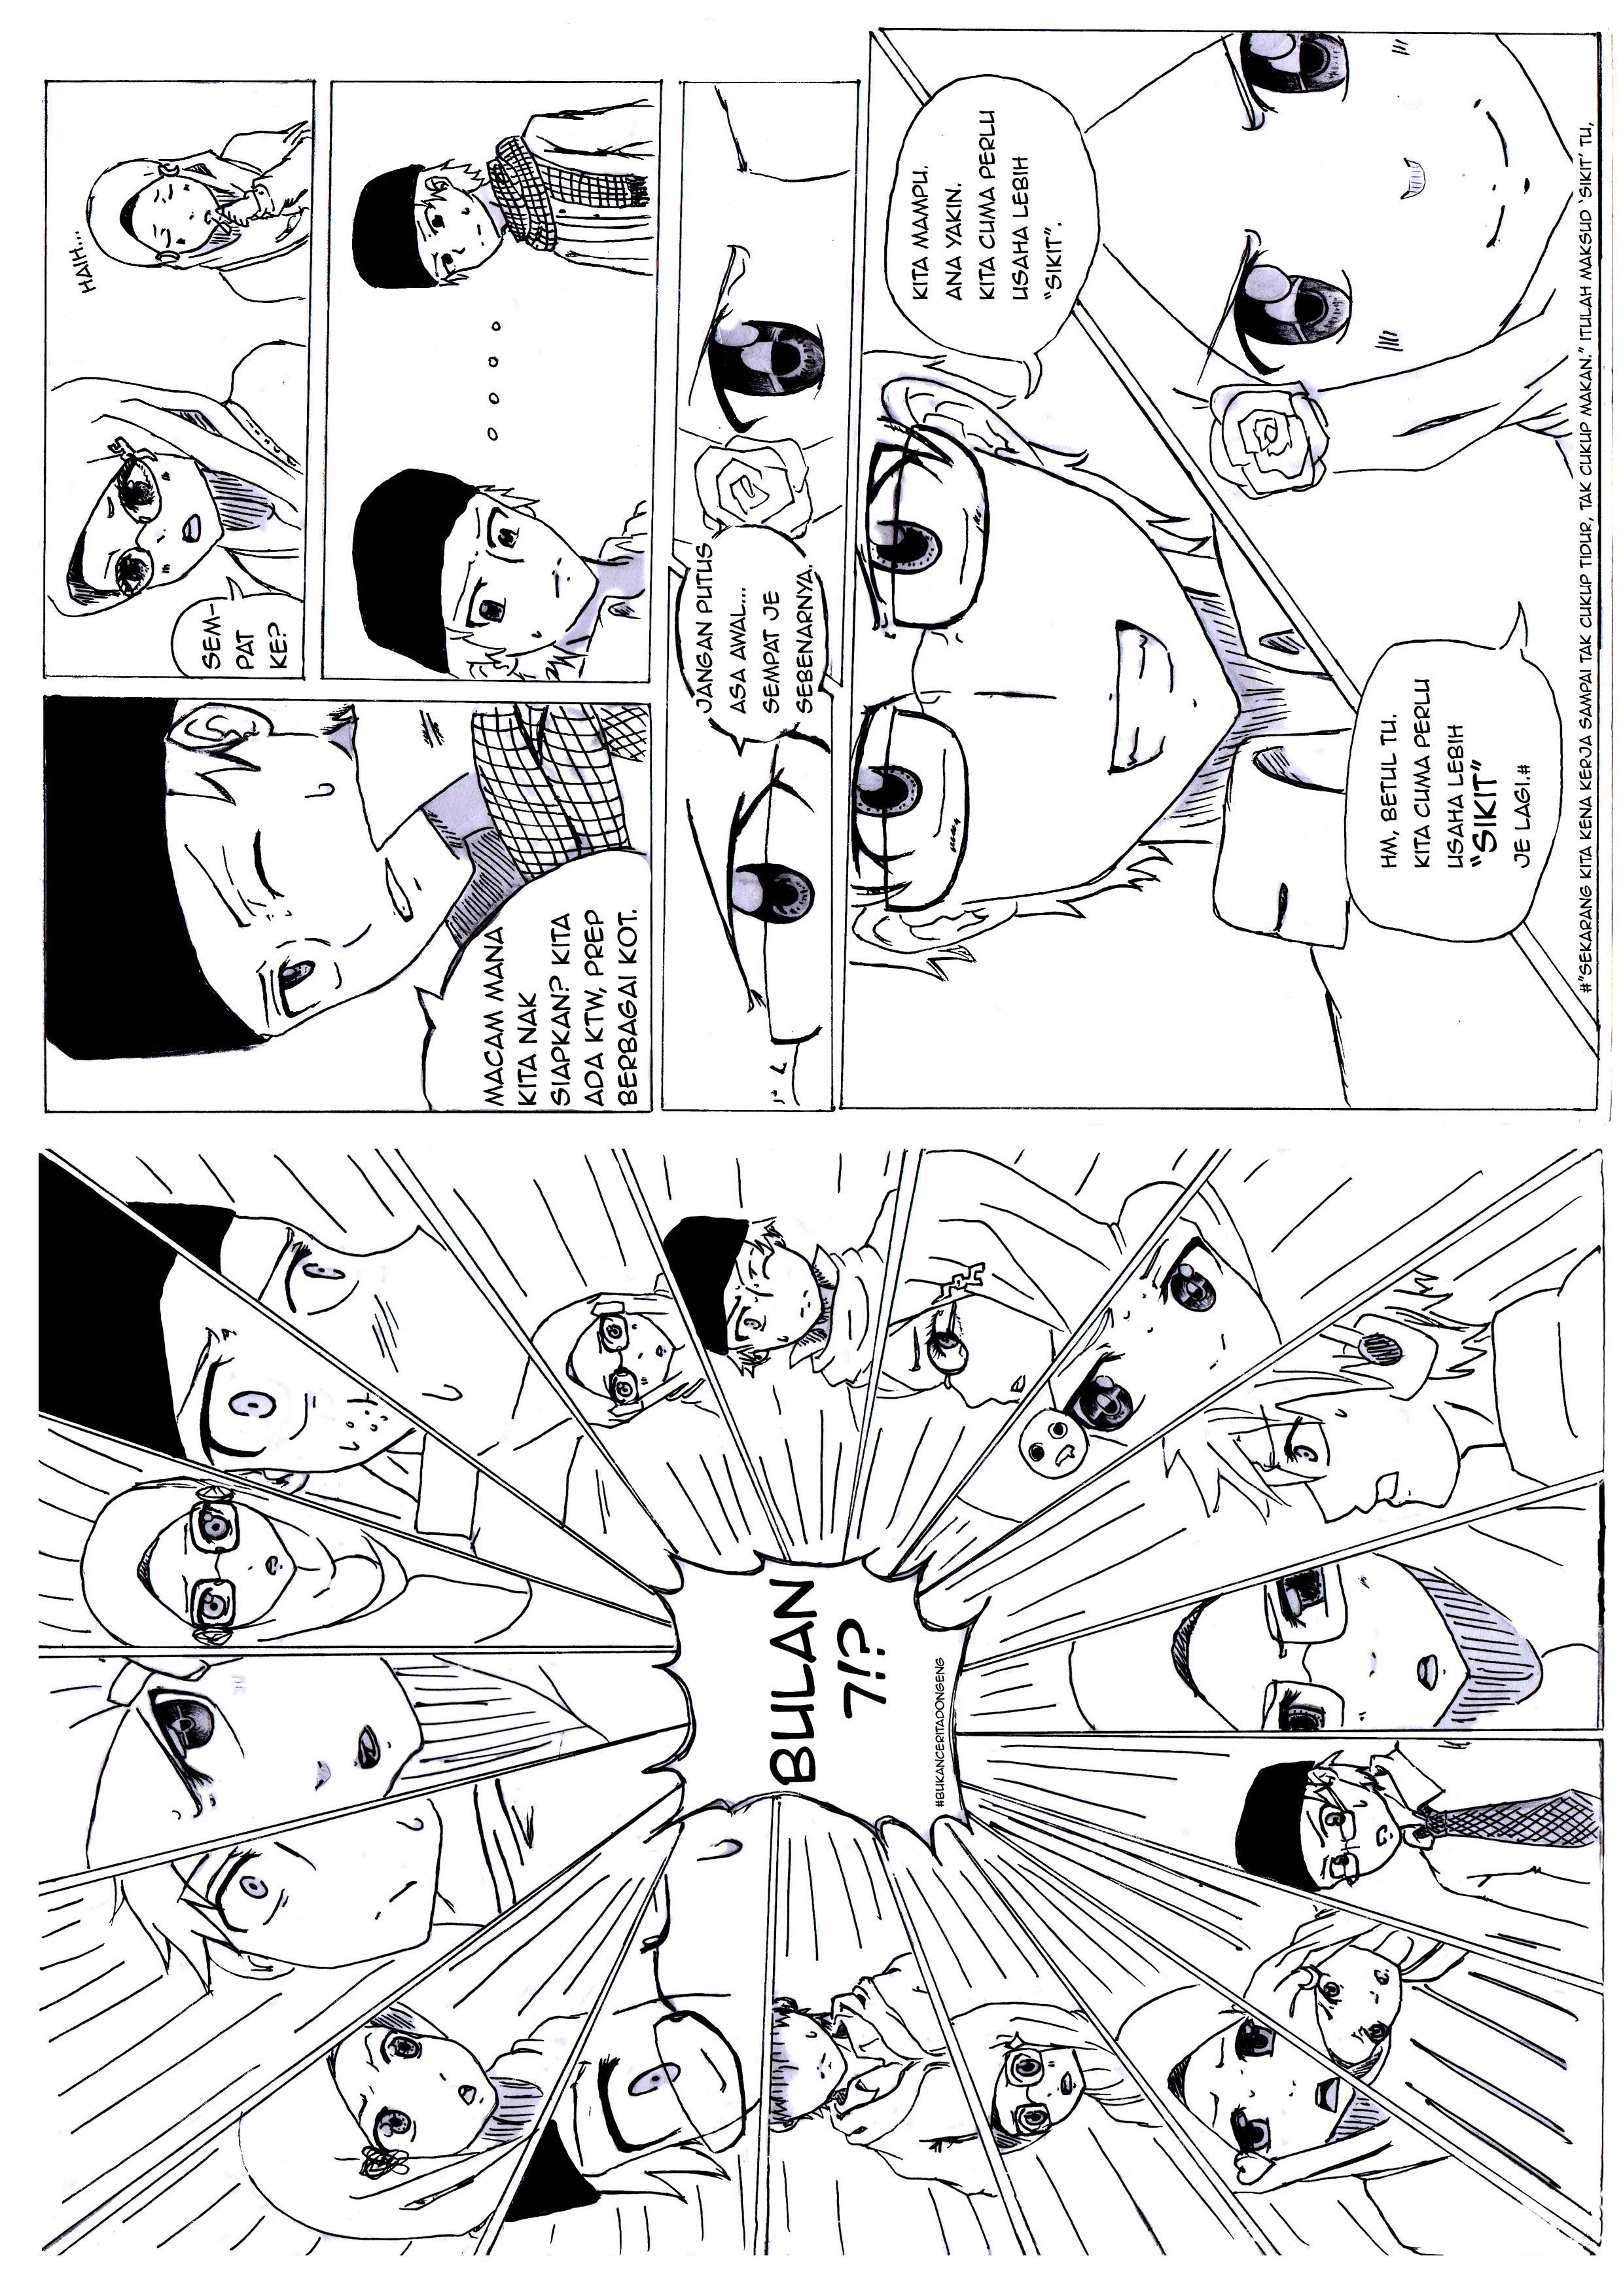 BULAN
7!?
#BUKANCERITADONGENG
MACAM MANA
KITA NAK
SIAPKAN? KITA
ADA KTW, PREP
BERBAGAI KOT.
SEM-
PAT
KE?
HAIH...
JANGAN PUTUS
ASA AWAL...
SEMPAT JE
SEBENARNYA.
KITA MAMPU.
ANA YAKIN.
KITA CUMA PERLU
USAHA LEBIH
"SIKIT".
HM, BETUL TU.
KITA CUMA PERLU
USAHA LEBIH
"SIKIT"
JE LAGI.#
#"SEKARANG KITA KENA KERJA SAMPAI TAK CUKUP TIDUR, TAK CUKUP MAKAN." ITULAH MAKSUD 'SIKIT' TU,